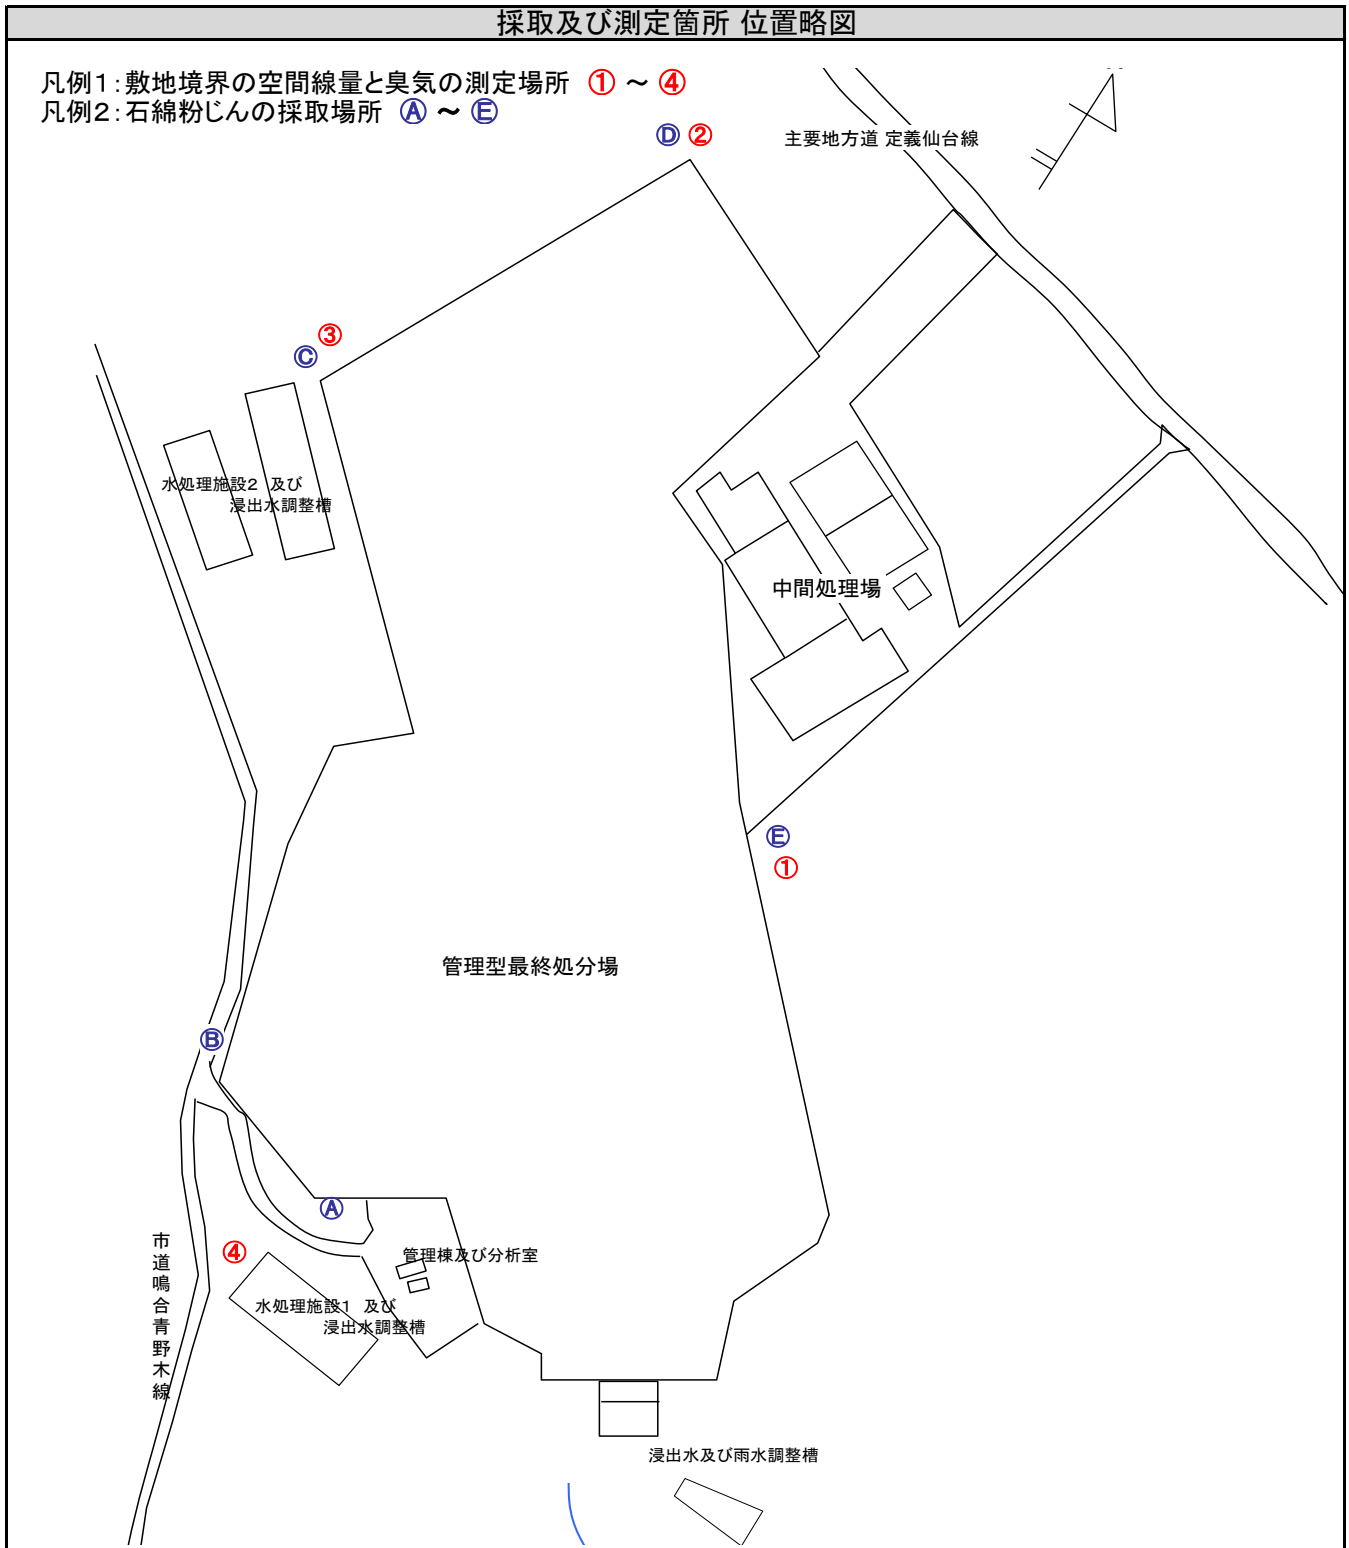 採取及び測定箇所 位置略図
凡例1:敷地境界の空間線量と臭気の測定場所 ① ~ ④
凡例2:石綿粉じんの採取場所 Ⓐ ~ Ⓔ
Ⓓ ②
主要地方道 定義仙台線
③
Ⓒ
水処理施設2 及び
浸出水調整槽
中間処理場
Ⓔ
①
管理型最終処分場
Ⓑ
Ⓐ
④
市道鳴合青野木線
管理棟及び分析室
水処理施設1 及び
浸出水調整槽
浸出水及び雨水調整槽